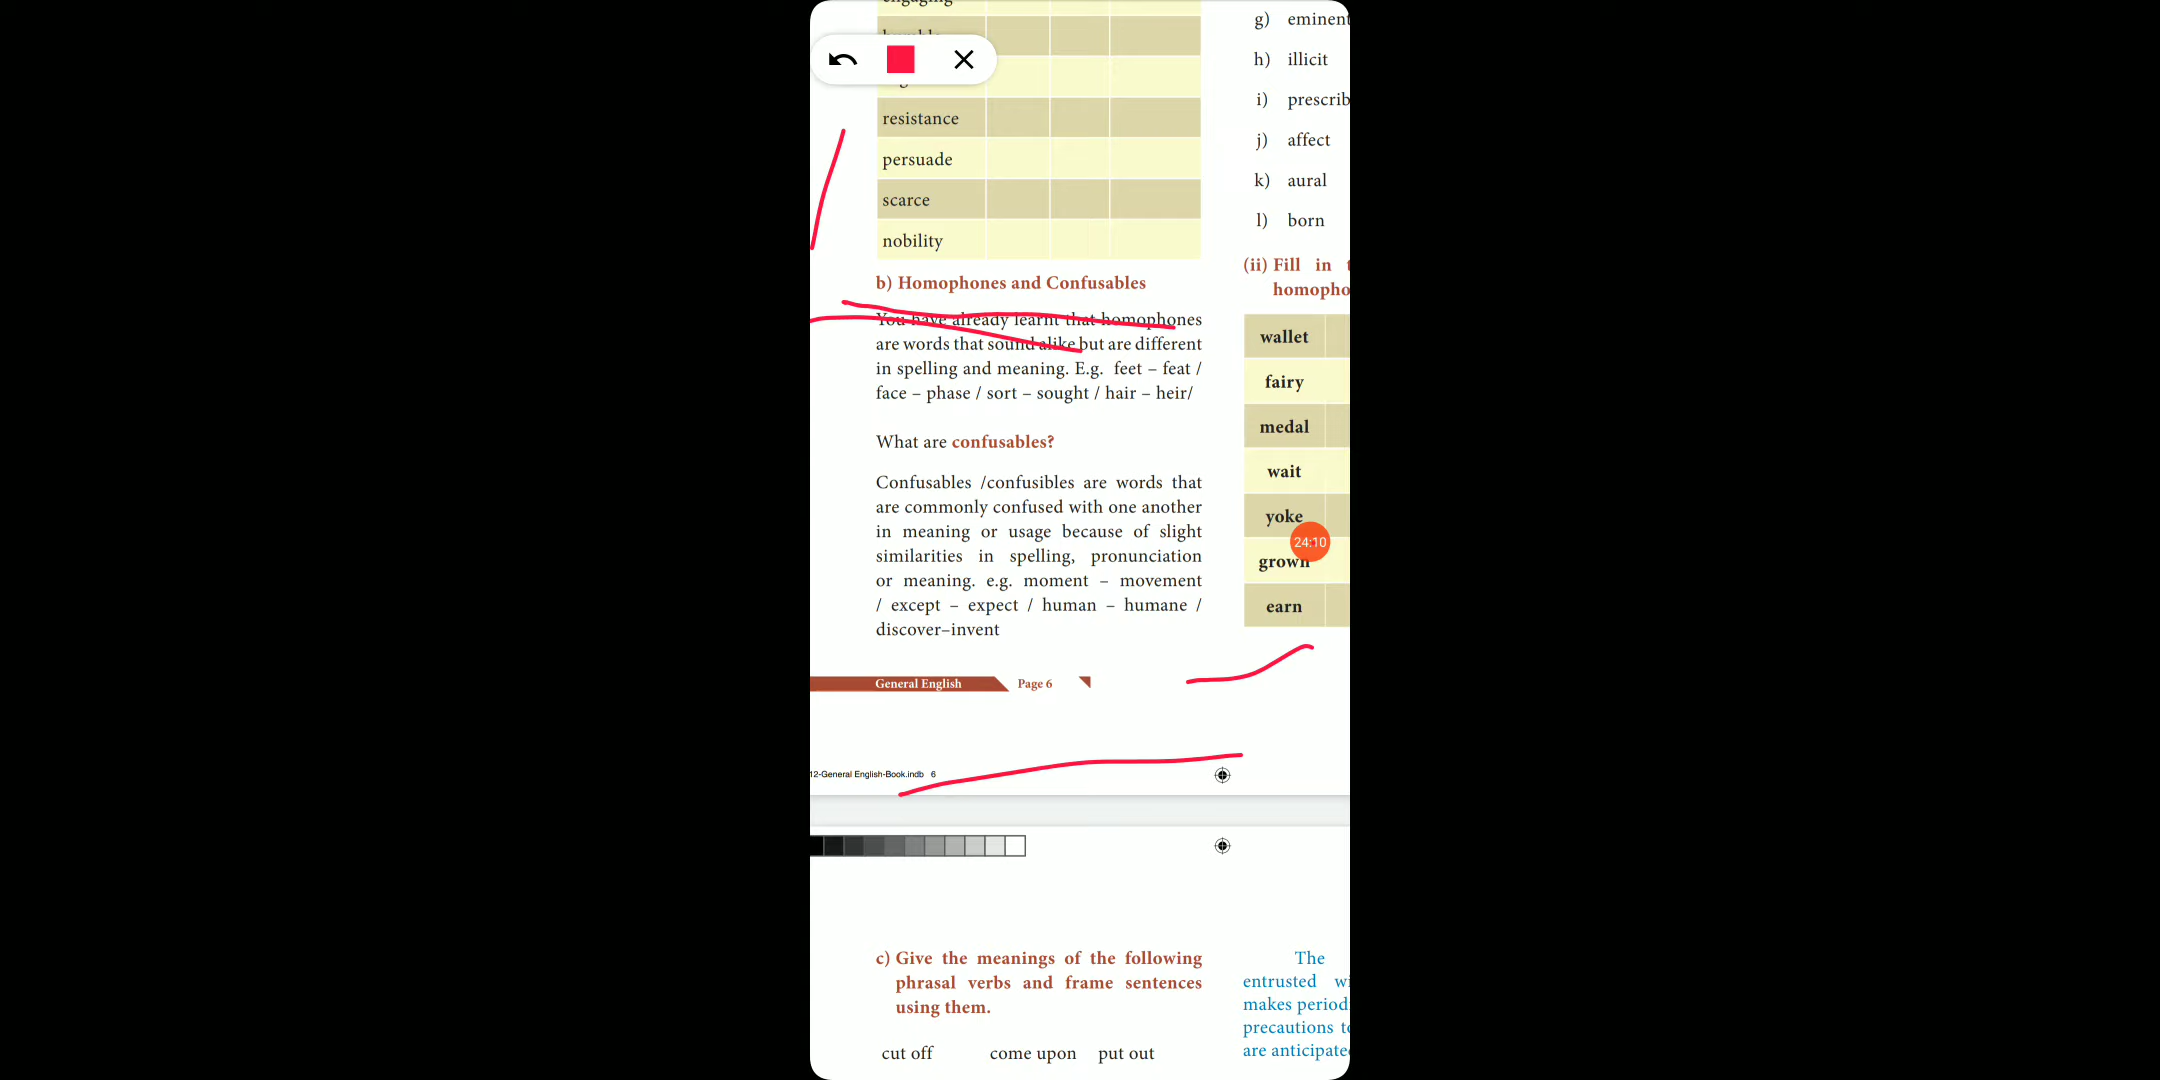 engaging
resistance
persuade
scarce
nobility
b) Homophones and Confusables
You have already learnt that homophones
are words that sound alike but are different
in spelling and meaning. E.g. feet – feat /
face – phase / sort – sought / hair – heir/
What are confusables?
Confusables /confusibles are words that
are commonly confused with one another
in meaning or usage because of slight
similarities in spelling, pronunciation
or meaning. e.g. moment – movement
/ except – expect / human – humane /
discover–invent
General English Page 6
12-General English-Book.indb 6
g) eminent
h) illicit
i) prescrib
j) affect
k) aural
l) born
(ii) Fill in t
homopho
wallet
fairy
medal
wait
yoke
24:10
grown
earn
c) Give the meanings of the following
phrasal verbs and frame sentences
using them.
cut off come upon put out
The
entrusted wi
makes period
precautions to
are anticipate